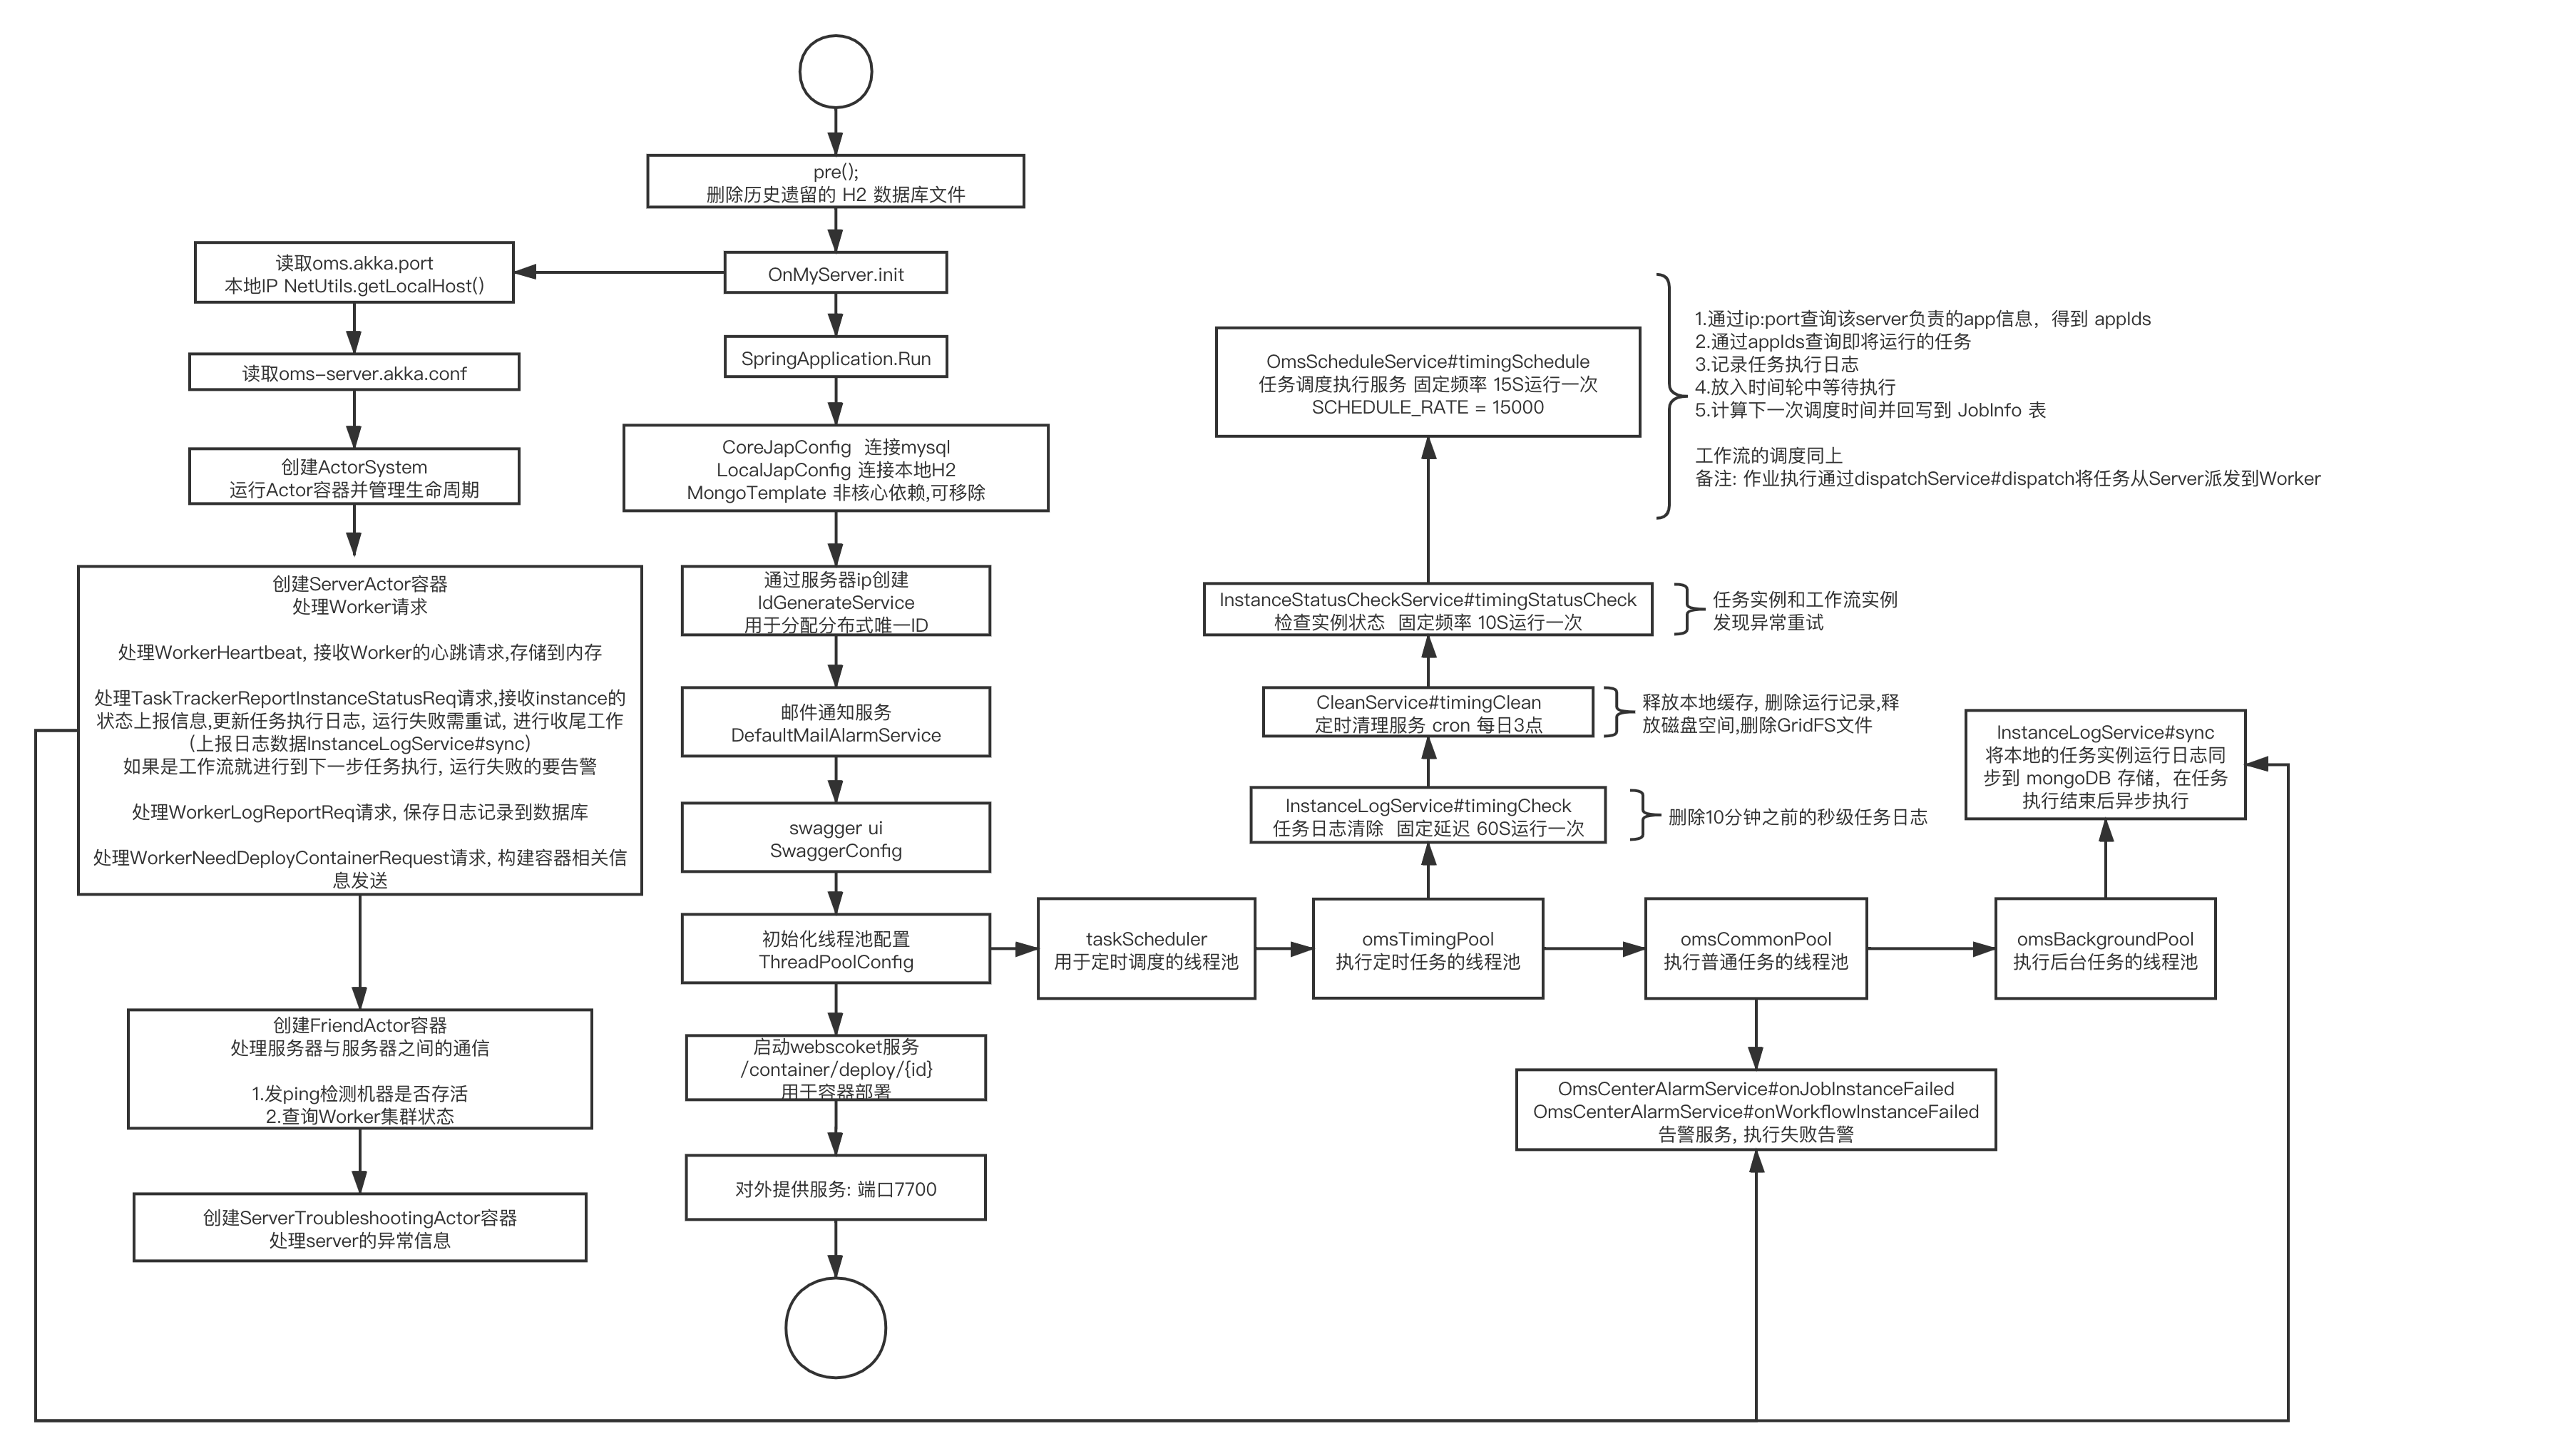 pre();
删除历史遗留的 H2 数据库文件
OnMyServer.init
读取oms.akka.port
本地IP NetUtils.getLocalHost()
读取oms-server.akka.conf
创建ActorSystem
运行Actor容器并管理生命周期
创建ServerActor容器
处理Worker请求
处理WorkerHeartbeat, 接收Worker的心跳请求,存储到内存
处理TaskTrackerReportInstanceStatusReq请求,接收instance的
状态上报信息,更新任务执行日志, 运行失败需重试, 进行收尾工作
(上报日志数据InstanceLogService#sync)
如果是工作流就进行到下一步任务执行, 运行失败的要告警
处理WorkerLogReportReq请求, 保存日志记录到数据库
处理WorkerNeedDeployContainerRequest请求, 构建容器相关信
息发送
创建FriendActor容器
处理服务器与服务器之间的通信
1.发ping检测机器是否存活
2.查询Worker集群状态
创建ServerTroubleshootingActor容器
处理server的异常信息
SpringApplication.Run
CoreJapConfig 连接mysql
LocalJapConfig 连接本地H2
MongoTemplate 非核心依赖,可移除
通过服务器ip创建
IdGenerateService
用于分配分布式唯一ID
邮件通知服务
DefaultMailAlarmService
swagger ui
SwaggerConfig
初始化线程池配置
ThreadPoolConfig
启动webscoket服务
/container/deploy/{id}
用于容器部署
对外提供服务: 端口7700
taskScheduler
用于定时调度的线程池
omsTimingPool
执行定时任务的线程池
omsCommonPool
执行普通任务的线程池
omsBackgroundPool
执行后台任务的线程池
OmsScheduleService#timingSchedule
任务调度执行服务 固定频率 15S运行一次
SCHEDULE_RATE = 15000
1.通过ip:port查询该server负责的app信息，得到 appIds
2.通过appIds查询即将运行的任务
3.记录任务执行日志
4.放入时间轮中等待执行
5.计算下一次调度时间并回写到 JobInfo 表
工作流的调度同上
备注: 作业执行通过dispatchService#dispatch将任务从Server派发到Worker
InstanceStatusCheckService#timingStatusCheck
检查实例状态 固定频率 10S运行一次
任务实例和工作流实例
发现异常重试
CleanService#timingClean
定时清理服务 cron 每日3点
释放本地缓存, 删除运行记录,释
放磁盘空间,删除GridFS文件
InstanceLogService#timingCheck
任务日志清除 固定延迟 60S运行一次
删除10分钟之前的秒级任务日志
InstanceLogService#sync
将本地的任务实例运行日志同
步到 mongoDB 存储，在任务
执行结束后异步执行
OmsCenterAlarmService#onJobInstanceFailed
OmsCenterAlarmService#onWorkflowInstanceFailed
告警服务, 执行失败告警